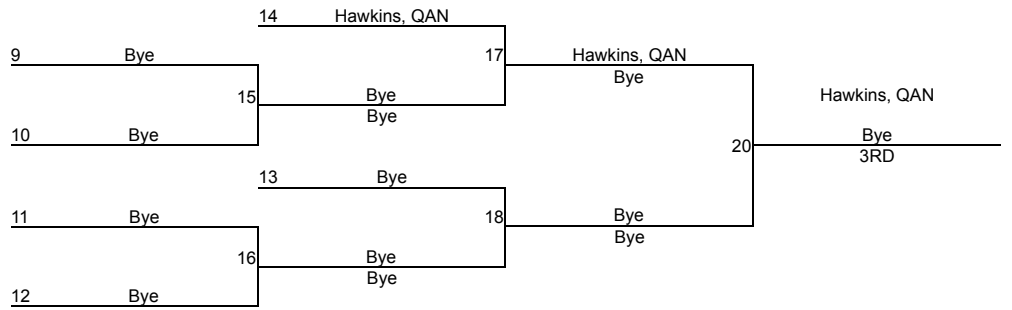 14 Hawkins, QAN
9 Bye
17 Hawkins, QAN
Bye
15 Bye
Bye
Hawkins, QAN
10 Bye
20 Bye
3RD
13 Bye
11 Bye
18 Bye
Bye
16 Bye
Bye
12 Bye